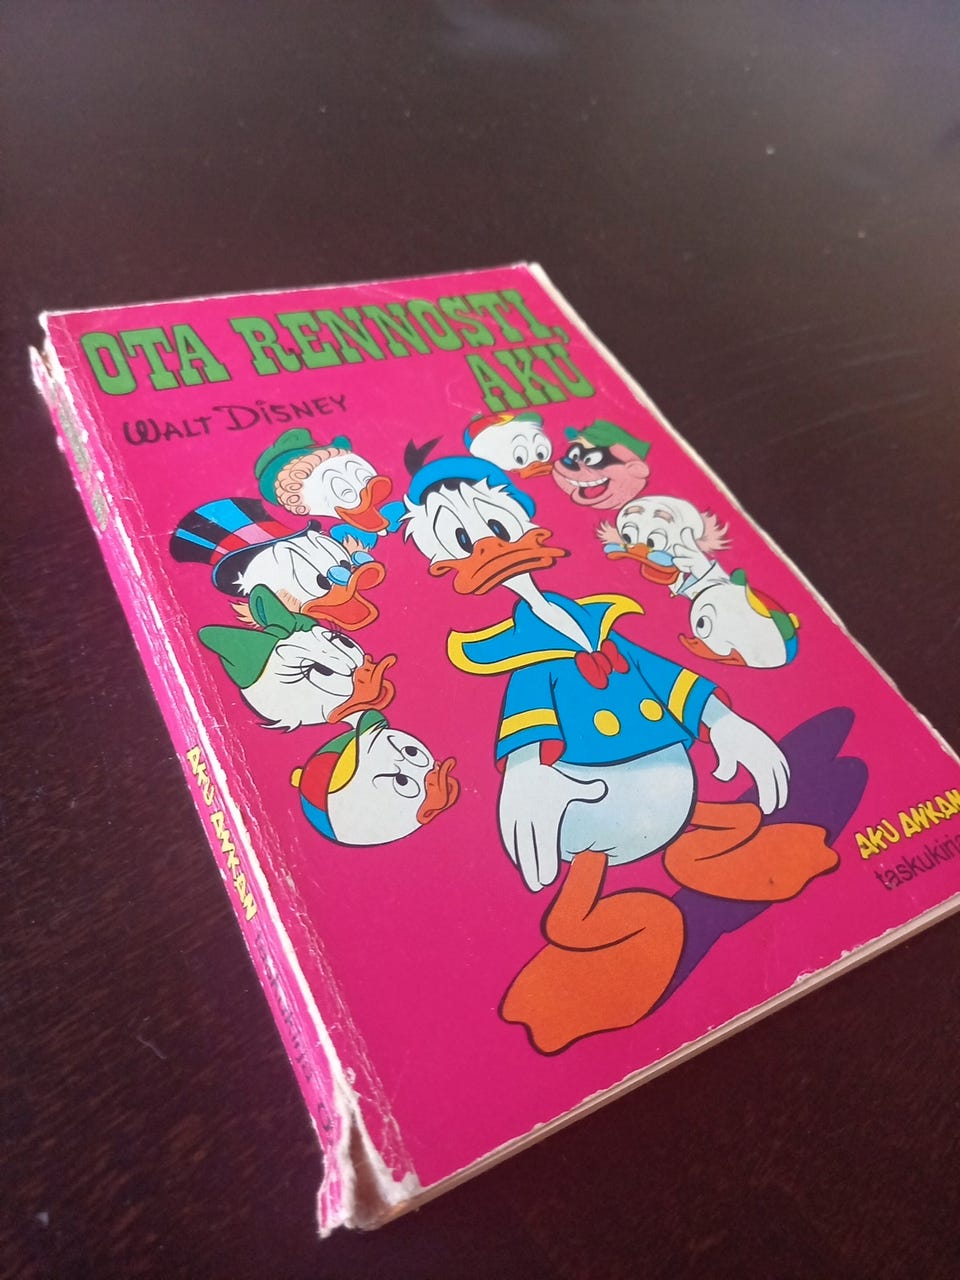 OTA RENNOSTI,
AKU
WALT DISNEY
AKU ANKAN
AKU ANKAN